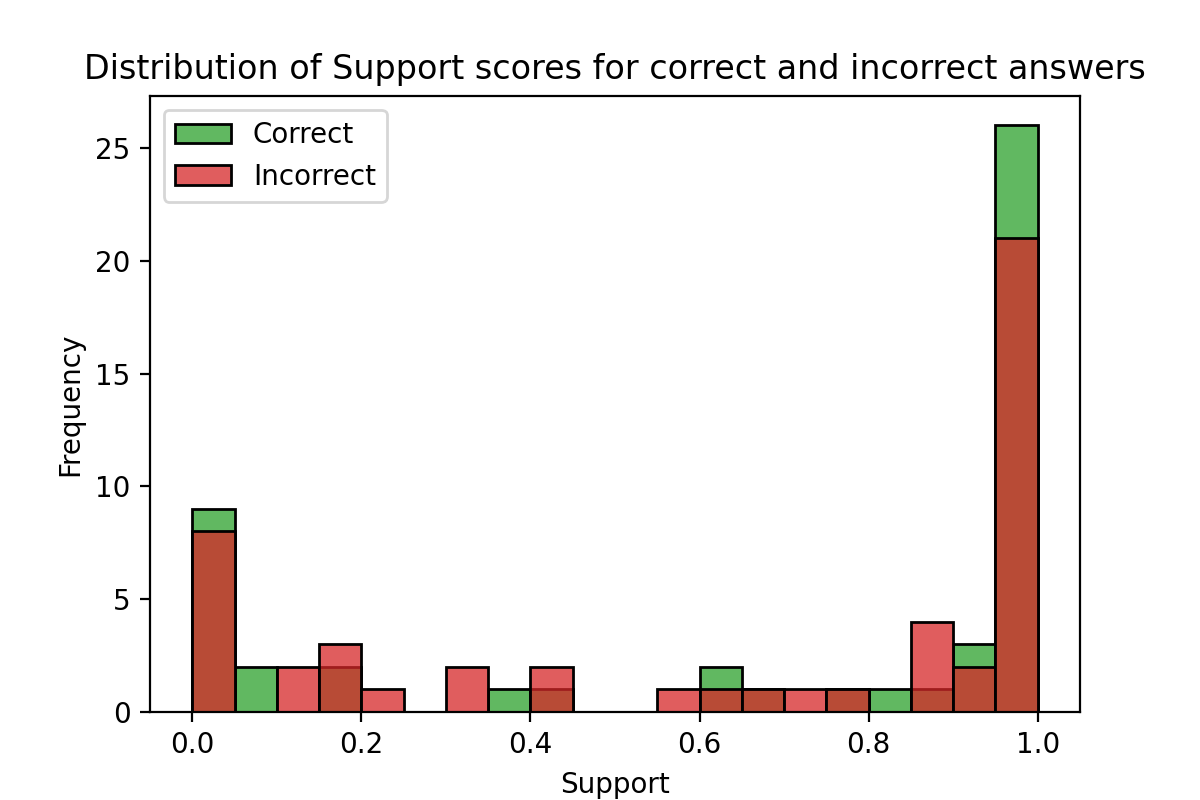 Distribution of Support scores for correct and incorrect answers
Correct
Incorrect
25
20
15
10
5
0
Frequency
0.0 0.2 0.4 0.6 0.8 1.0
Support